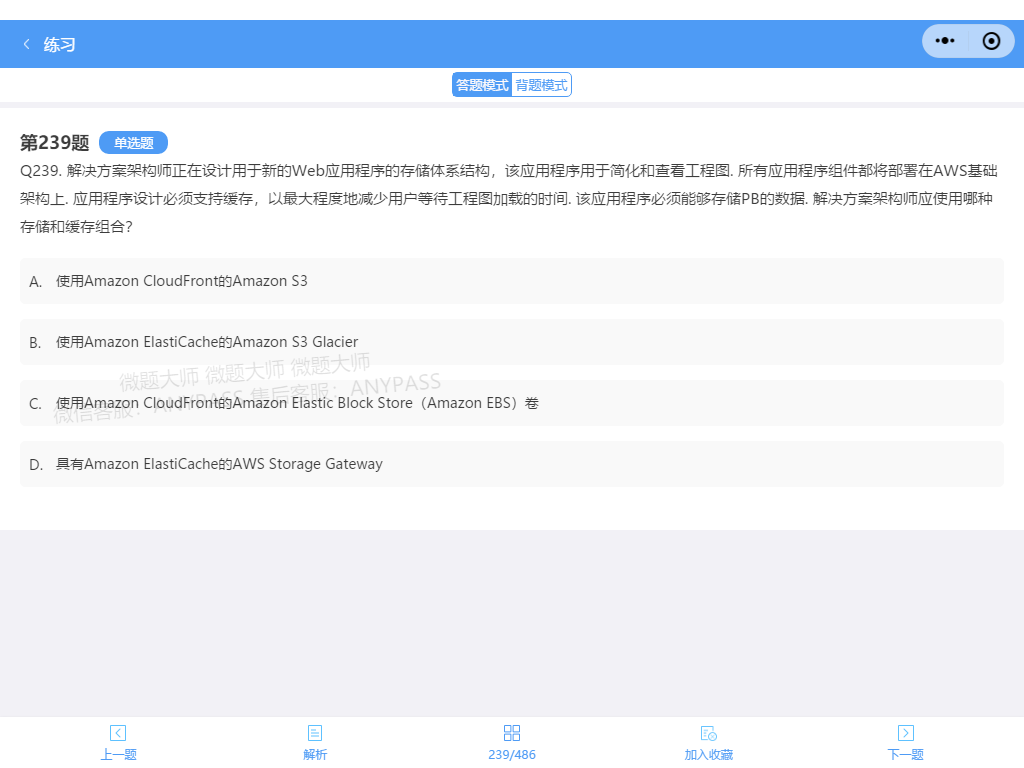 练习
答题模式 背题模式
第239题 单选题
Q239. 解决方案架构师正在设计用于新的Web应用程序的存储体系结构，该应用程序用于简化和查看工程图. 所有应用程序组件都将部署在AWS基础
架构上. 应用程序设计必须支持缓存，以最大程度地减少用户等待工程图加载的时间. 该应用程序必须能够存储PB的数据. 解决方案架构师应使用哪种
存储和缓存组合?
A. 使用Amazon CloudFront的Amazon S3
B. 使用Amazon ElastiCache的Amazon S3 Glacier
微题大师 微题大师 微题大师
微信客服：ANYPASS 售后客服：ANYPASS
C. 使用Amazon CloudFront的Amazon Elastic Block Store（Amazon EBS）卷
D. 具有Amazon ElastiCache的AWS Storage Gateway
上一题 解析 239/486 加入收藏 下一题